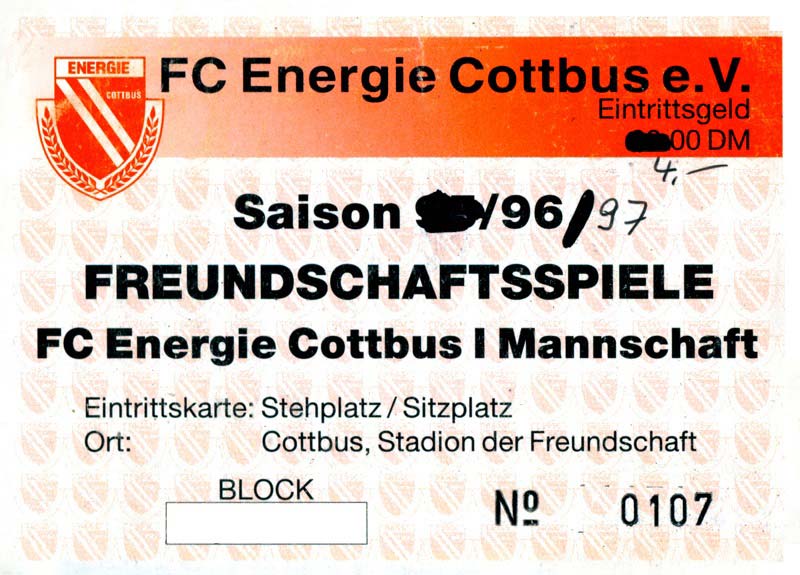 ENERGIE
COTTBUS
FC Energie Cottbus e.V.
Eintrittsgeld
00 DM
4,—
Saison /96/97
FREUNDSCHAFTSSPIELE
FC Energie Cottbus I Mannschaft
Eintrittskarte: Stehplatz / Sitzplatz
Ort: Cottbus, Stadion der Freundschaft
BLOCK
Nº 0107